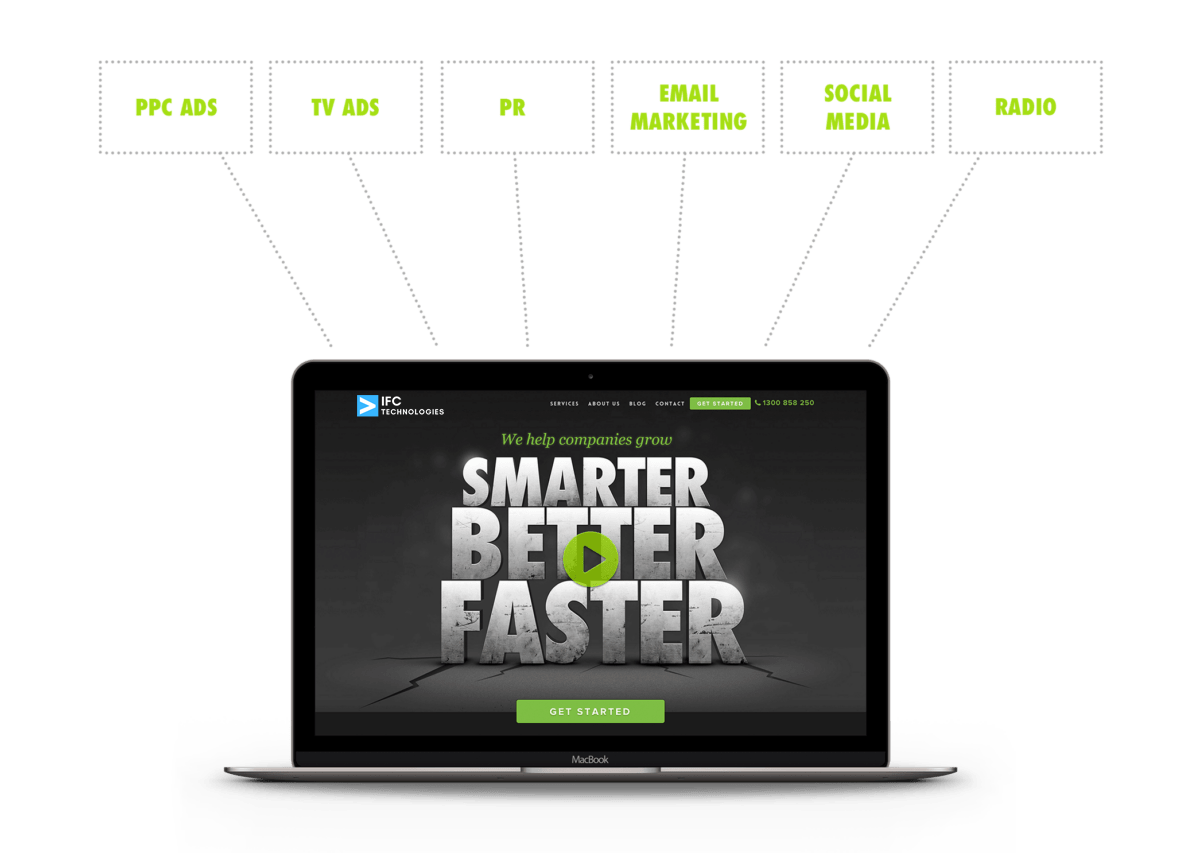 PPC ADS
TV ADS
PR
EMAIL
MARKETING
SOCIAL
MEDIA
RADIO
IFC
TECHNOLOGIES
SERVICES ABOUT US BLOG CONTACT GET STARTED 1300 858 250
We help companies grow
SMARTER
BETTER
FASTER
GET STARTED
MacBook